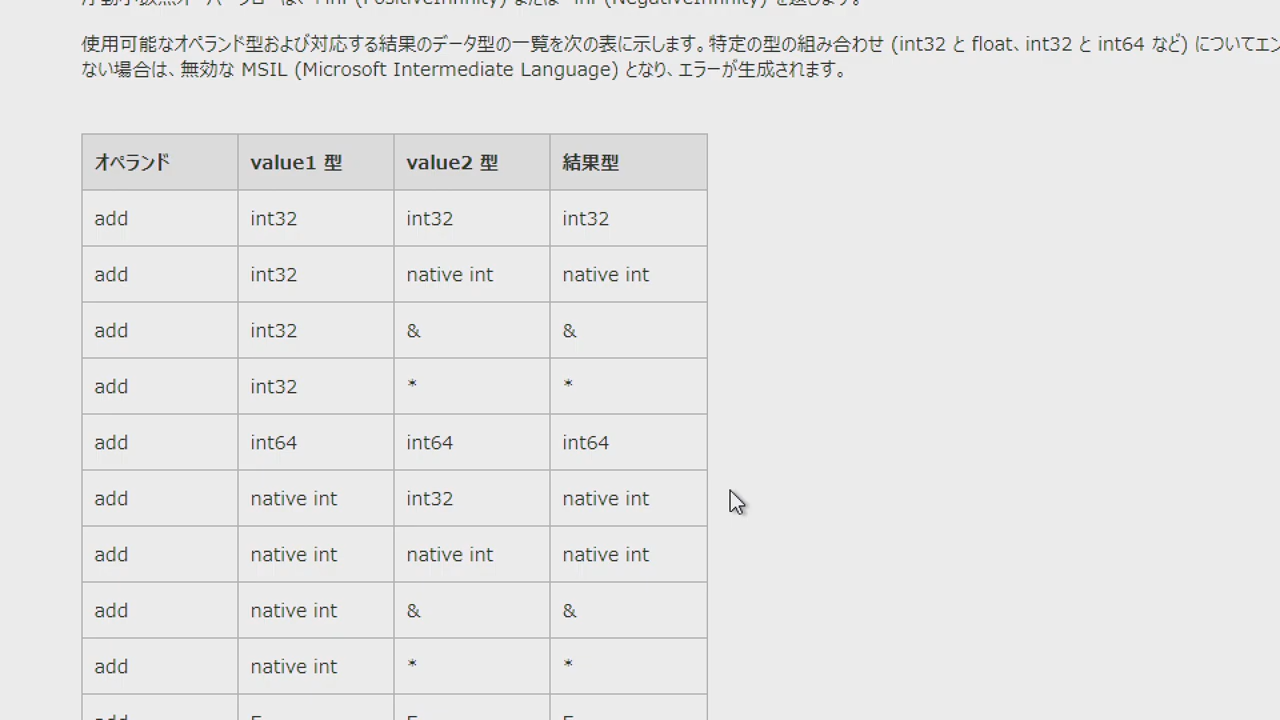 使用可能なオペランド型および対応する結果のデータ型の一覧を次の表に示します。特定の型の組み合わせ (int32 と float、int32 と int64 など) についてエン
ない場合は、無効な MSIL (Microsoft Intermediate Language) となり、エラーが生成されます。
オペランド value1 型 value2 型 結果型
add int32 int32 int32
add int32 native int native int
add int32 & &
add int32 * *
add int64 int64 int64
add native int int32 native int
add native int native int native int
add native int & &
add native int * *